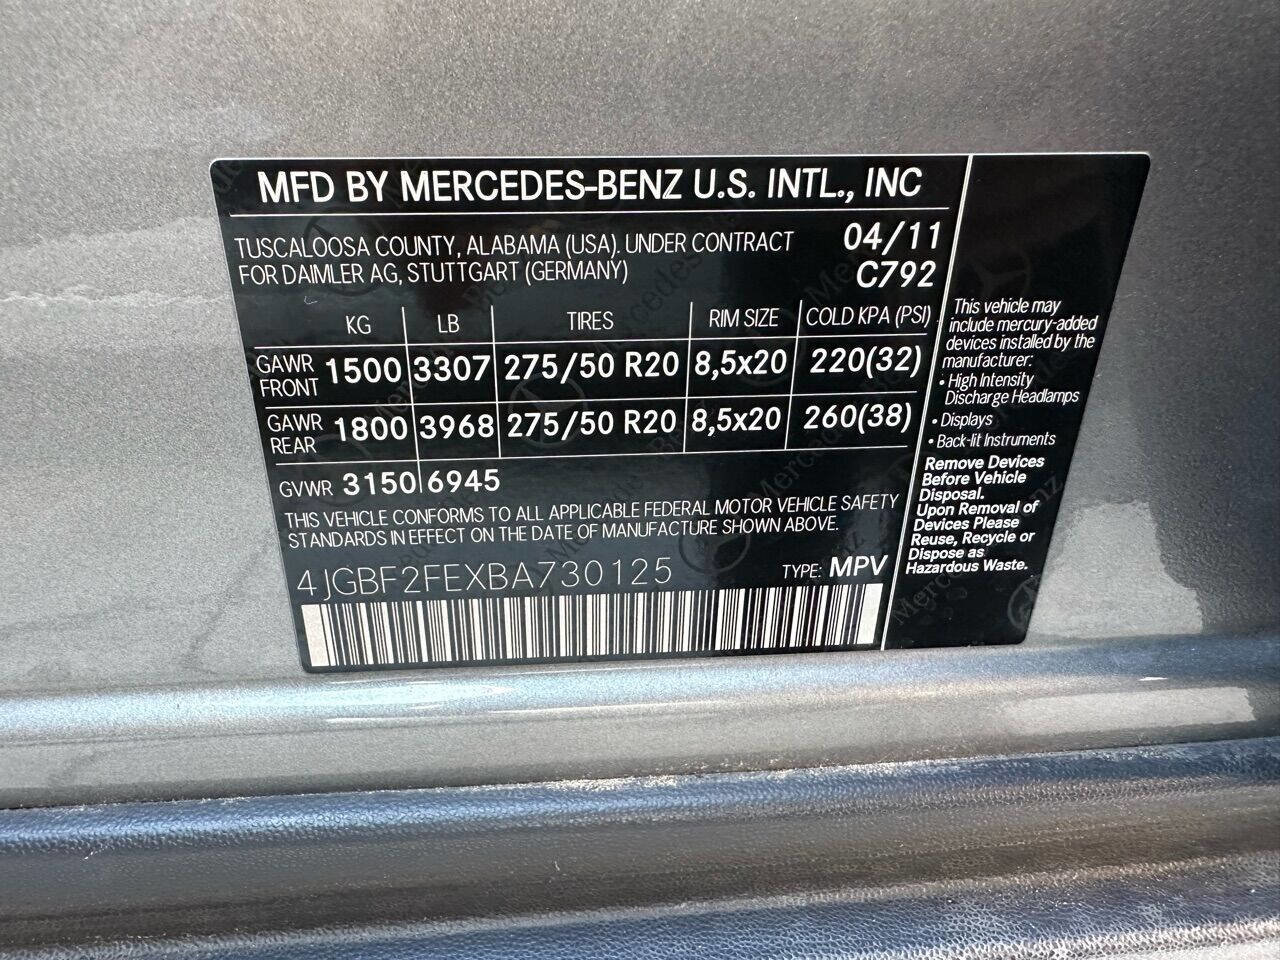 MFD BY MERCEDES-BENZ U.S. INTL., INC
TUSCALOOSA COUNTY, ALABAMA (USA). UNDER CONTRACT
FOR DAIMLER AG, STUTTGART (GERMANY)
04/11
C792
KG LB TIRES RIM SIZE COLD KPA (PSI)
GAWR FRONT 1500 3307 275/50 R20 8,5x20 220(32)
GAWR REAR 1800 3968 275/50 R20 8,5x20 260(38)
GVWR 3150 6945
THIS VEHICLE CONFORMS TO ALL APPLICABLE FEDERAL MOTOR VEHICLE SAFETY
STANDARDS IN EFFECT ON THE DATE OF MANUFACTURE SHOWN ABOVE.
4JGBF2FEXBA730125 TYPE: MPV
This vehicle may
include mercury-added
devices installed by the
manufacturer:
• High Intensity
Discharge Headlamps
• Displays
• Back-lit Instruments
Remove Devices
Before Vehicle
Disposal.
Upon Removal of
Devices Please
Reuse, Recycle or
Dispose as
Hazardous Waste.